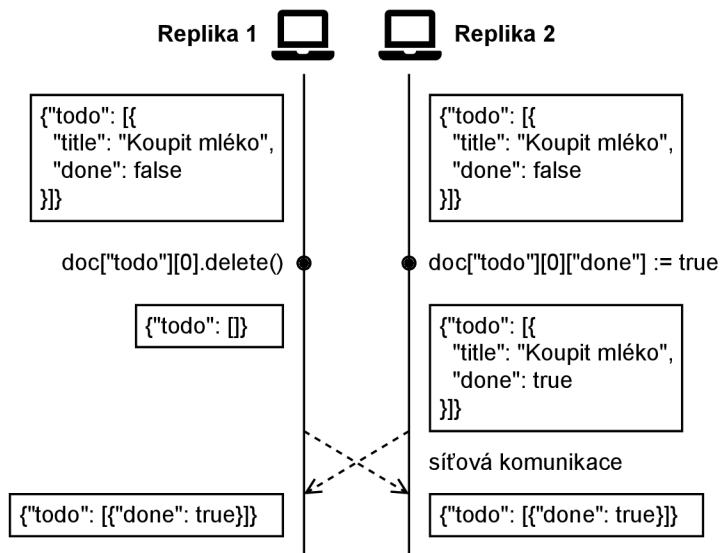 Replika 1
Replika 2
{"todo": [{
"title": "Koupit mléko",
"done": false
}]}
{"todo": [{
"title": "Koupit mléko",
"done": false
}]}
doc["todo"][0].delete()
doc["todo"][0]["done"] := true
{"todo": []}
{"todo": [{
"title": "Koupit mléko",
"done": true
}]}
síťová komunikace
{"todo": [{"done": true}]}
{"todo": [{"done": true}]}